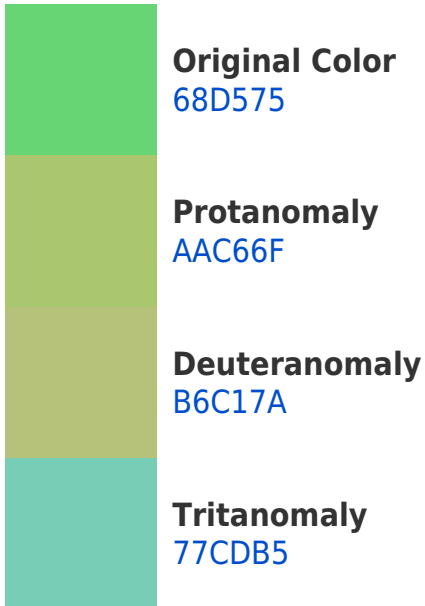 Original Color
68D575
Protanomaly
AAC66F
Deuteranomaly
B6C17A
Tritanomaly
77CDB5